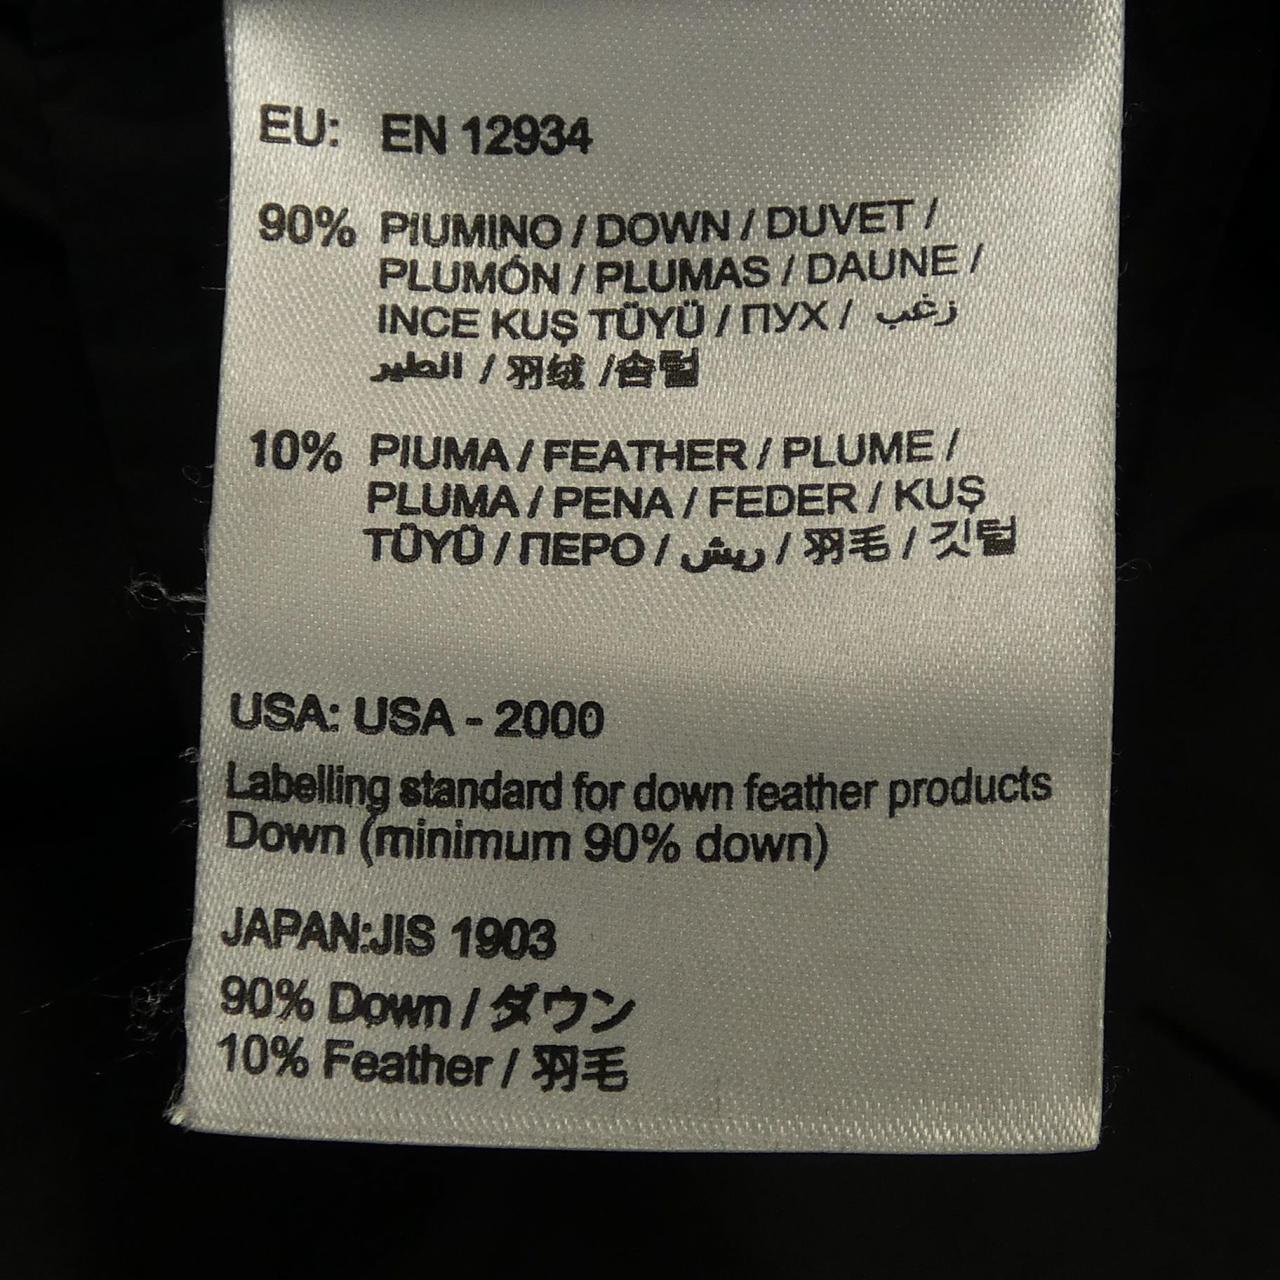 EU: EN 12934
90% PIUMINO / DOWN / DUVET /
PLUMÓN / PLUMAS / DAUNE /
INCE KUŞ TÜYÜ / ПУХ / زغب
الطير / 羽绒 /솜털
10% PIUMA / FEATHER / PLUME /
PLUMA / PENA / FEDER / KUŞ
TÜYÜ / ПЕРО / ريش / 羽毛 / 깃털
USA: USA - 2000
Labelling standard for down feather products
Down (minimum 90% down)
JAPAN:JIS 1903
90% Down / ダウン
10% Feather / 羽毛